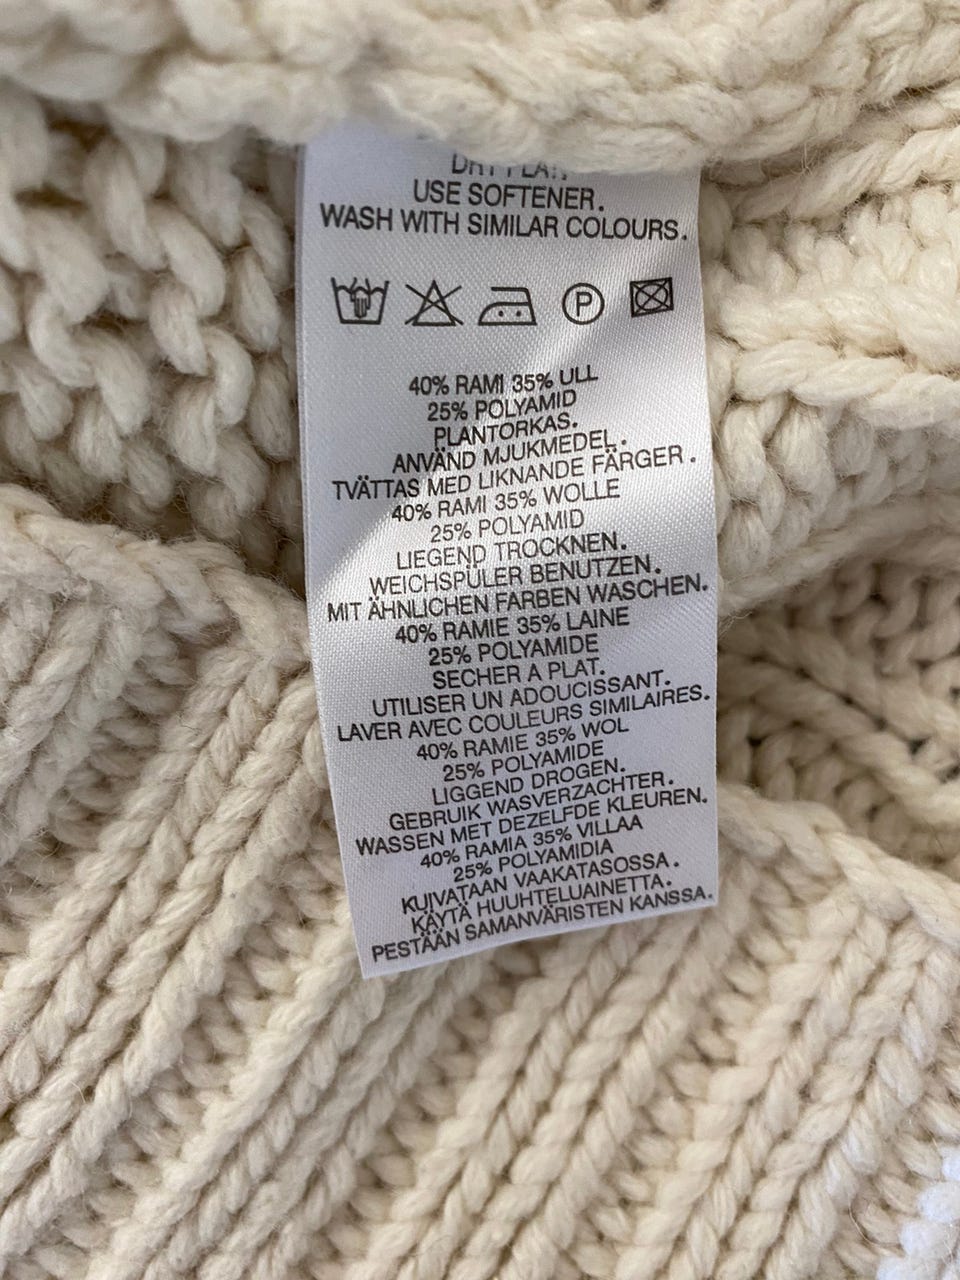 DRY FLAT.
USE SOFTENER.
WASH WITH SIMILAR COLOURS.
P
40% RAMI 35% ULL
25% POLYAMID
PLANTORKAS.
ANVÄND MJUKMEDEL.
TVÄTTAS MED LIKNANDE FÄRGER.
40% RAMI 35% WOLLE
25% POLYAMID
LIEGEND TROCKNEN.
WEICHSPÜLER BENUTZEN.
MIT ÄHNLICHEN FARBEN WASCHEN.
40% RAMIE 35% LAINE
25% POLYAMIDE
SECHER A PLAT.
UTILISER UN ADOUCISSANT.
LAVER AVEC COULEURS SIMILAIRES.
40% RAMIE 35% WOL
25% POLYAMIDE
LIGGEND DROGEN.
GEBRUIK WASVERZACHTER.
WASSEN MET DEZELFDE KLEUREN.
40% RAMIA 35% VILLAA
25% POLYAMIDIA
KUIVATAAN VAAKATASOSSA.
KÄYTÄ HUUHTELUAINETTA.
PESTÄÄN SAMANVÄRISTEN KANSSA.